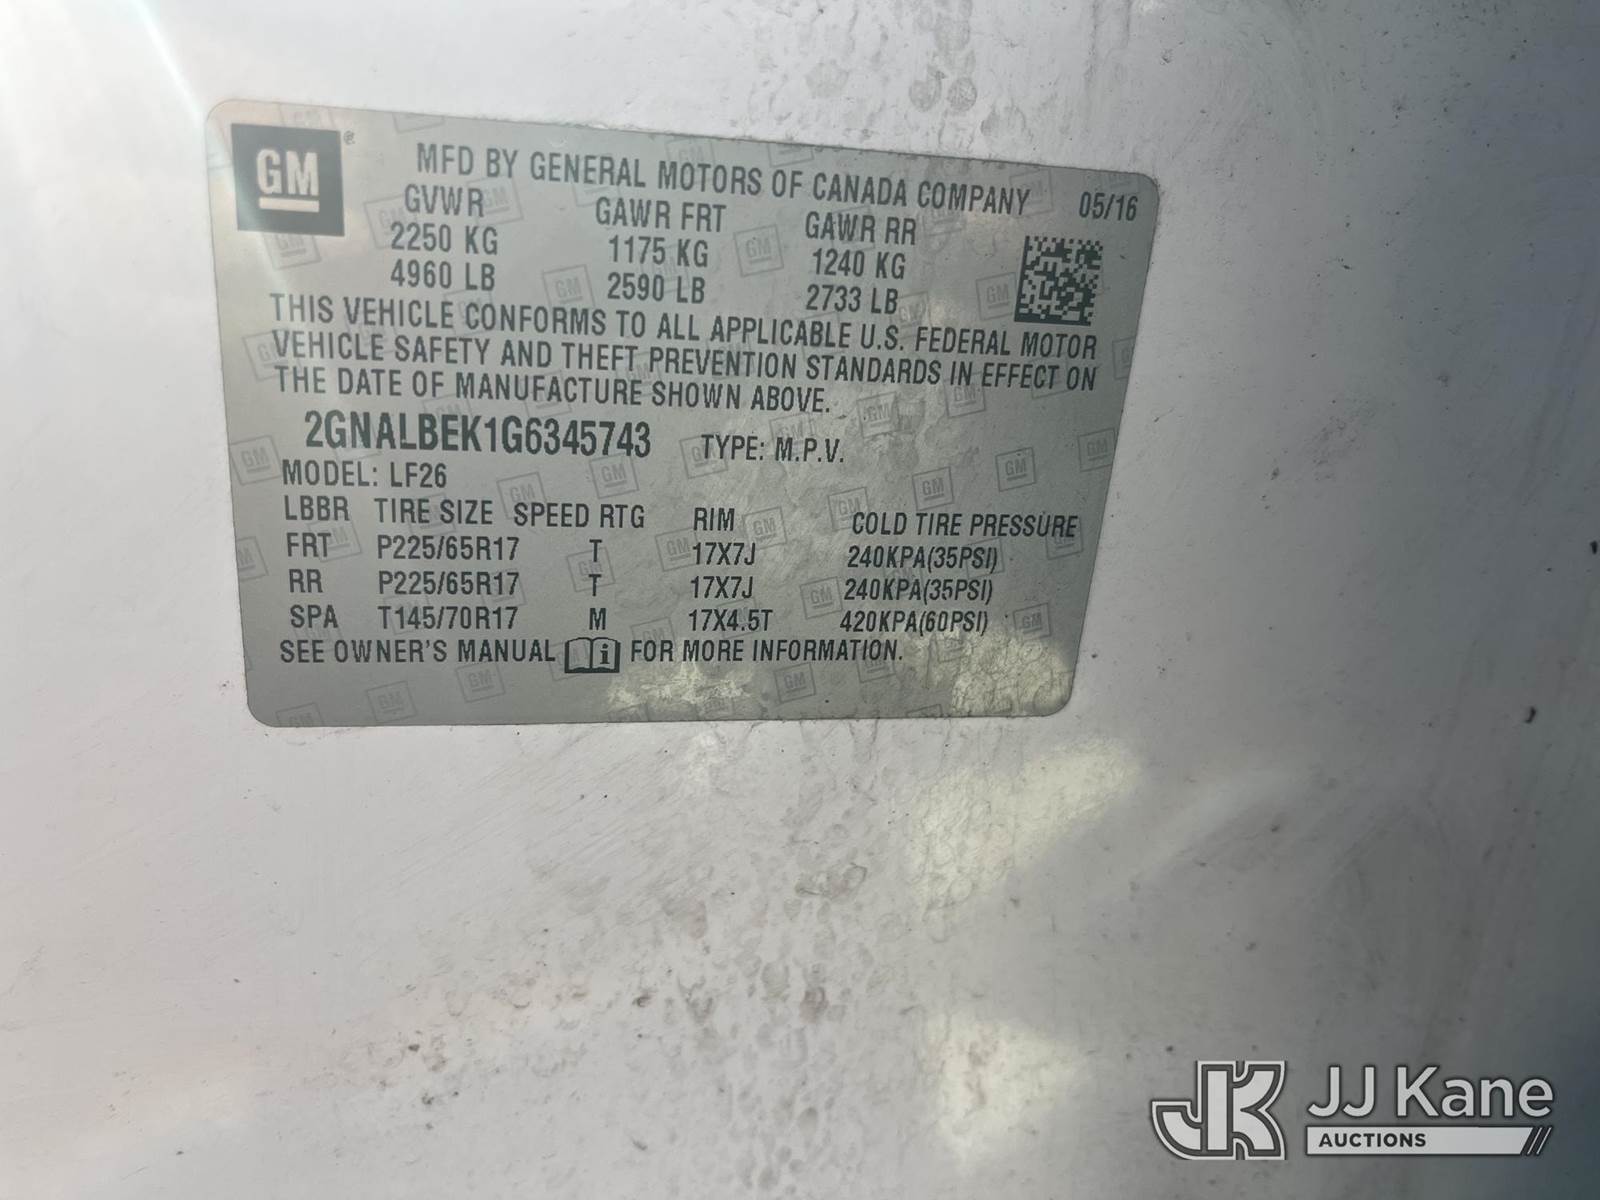 GM
MFD BY GENERAL MOTORS OF CANADA COMPANY 05/16
GVWR GAWR FRT GAWR RR
2250 KG 1175 KG 1240 KG
4960 LB 2590 LB 2733 LB
THIS VEHICLE CONFORMS TO ALL APPLICABLE U.S. FEDERAL MOTOR
VEHICLE SAFETY AND THEFT PREVENTION STANDARDS IN EFFECT ON
THE DATE OF MANUFACTURE SHOWN ABOVE.
2GNALBEK1G6345743 TYPE: M.P.V.
MODEL: LF26
LBBR TIRE SIZE SPEED RTG RIM COLD TIRE PRESSURE
FRT P225/65R17 T 17X7J 240KPA(35PSI)
RR P225/65R17 T 17X7J 240KPA(35PSI)
SPA T145/70R17 M 17X4.5T 420KPA(60PSI)
SEE OWNER'S MANUAL i FOR MORE INFORMATION.
JK JJ Kane
AUCTIONS